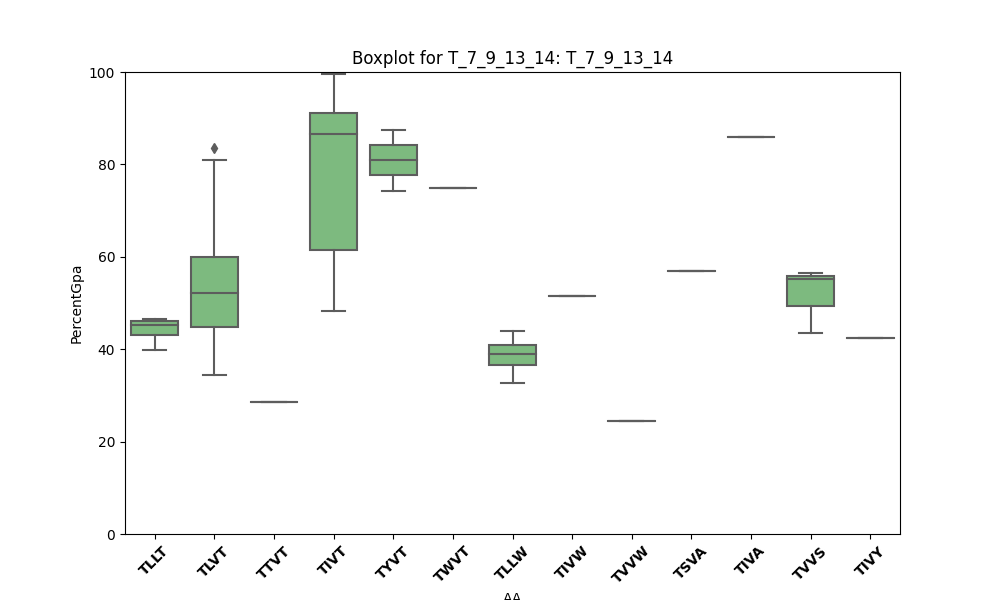 Boxplot for T_7_9_13_14: T_7_9_13_14
100
80
60
40
20
0
PercentGpa
TLLT
TLVT
TTVT
TIVT
TYVT
TWVT
TLLW
TIVW
TVVW
TSVA
TIVA
TVVS
TIVY
AA